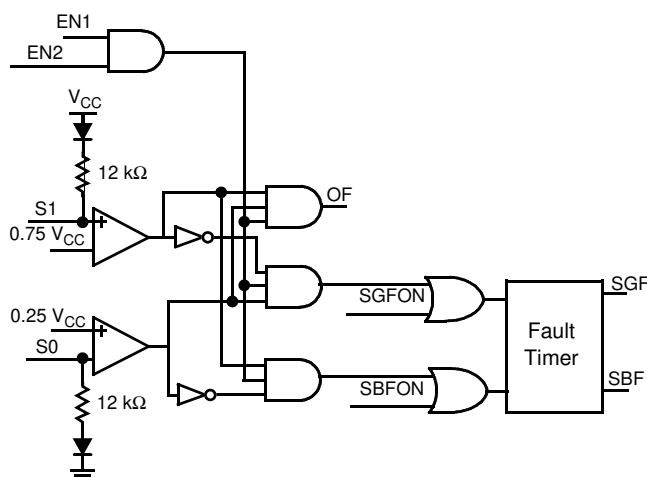 EN1
EN2
VCC
12 kΩ
S1
+
0.75 VCC
OF
SGFON
SGF
Fault
Timer
0.25 VCC
+
S0
SBFON
SBF
12 kΩ